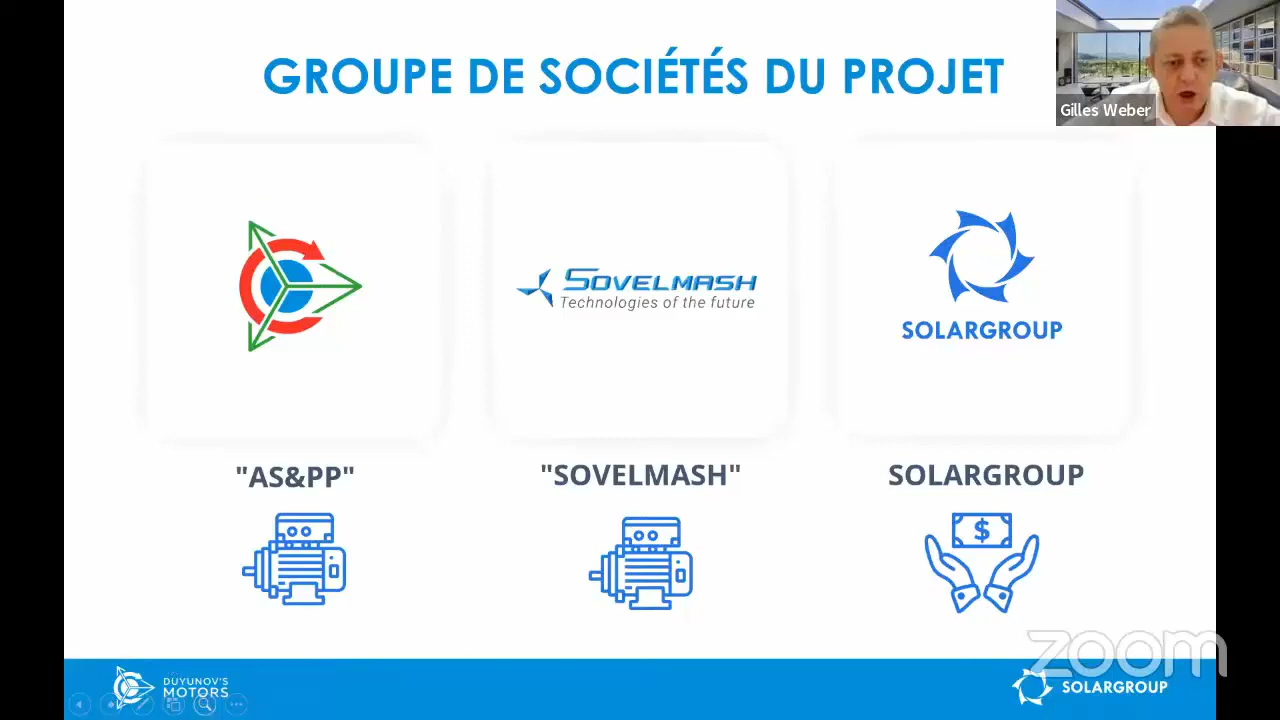 GROUPE DE SOCIÉTÉS DU PROJET
Gilles Weber
SOVELMASH
Technologies of the future
SOLARGROUP
"AS&PP"
"SOVELMASH"
SOLARGROUP
$
zoom
DUYUNOV'S
MOTORS
SOLARGROUP